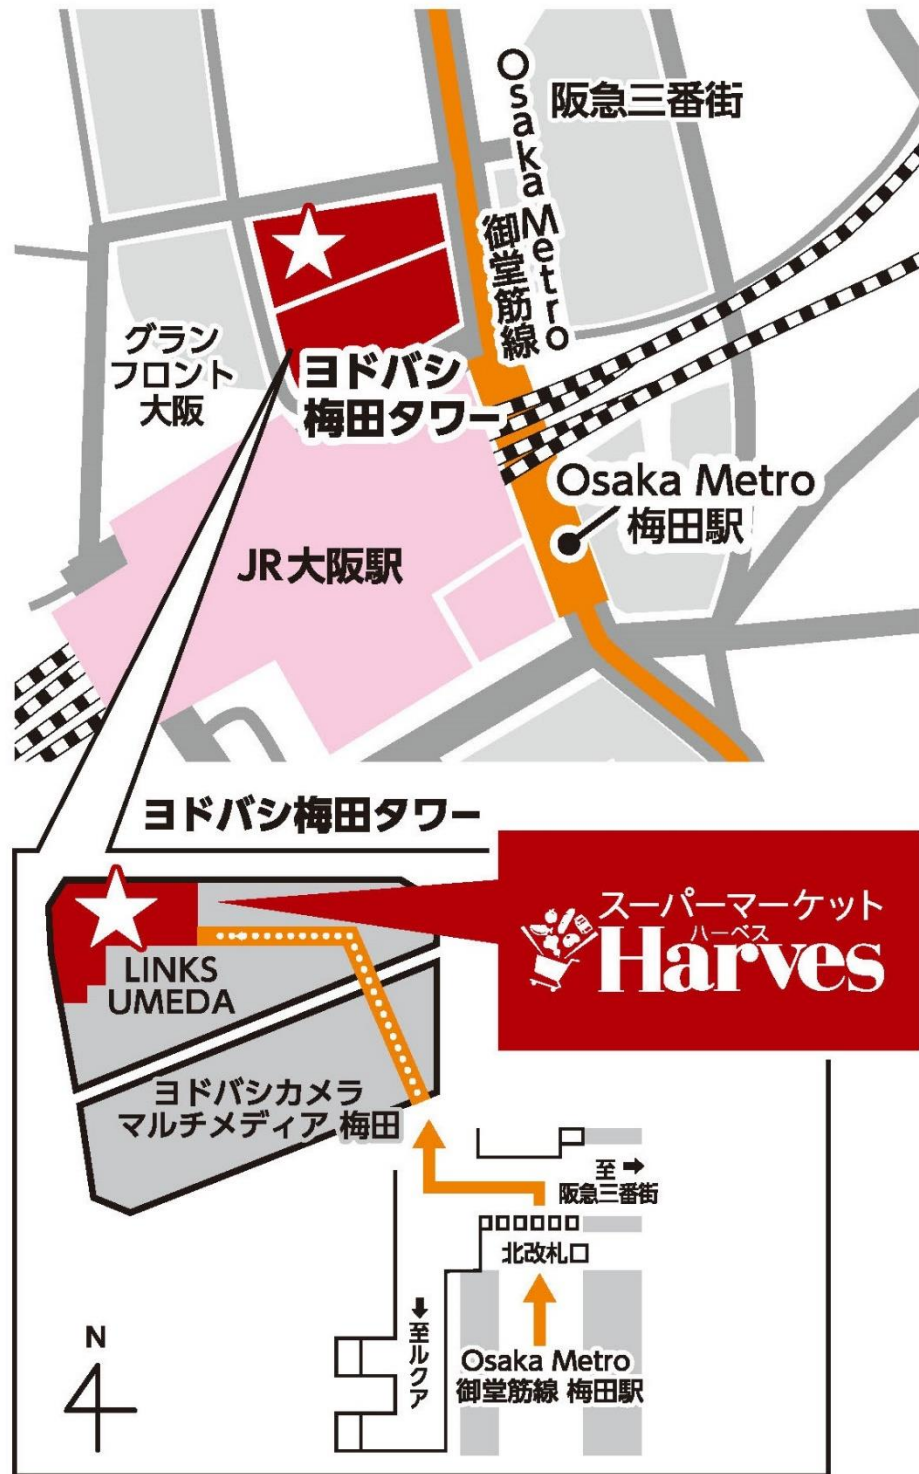 阪急三番街
Osaka Metro
御堂筋線
グラン
フロント
大阪
ヨドバシ
梅田タワー
Osaka Metro
梅田駅
JR大阪駅
ヨドバシ梅田タワー
スーパーマーケット
ハーベス
Harves
LINKS
UMEDA
ヨドバシカメラ
マルチメディア 梅田
至 ➡
阪急三番街
北改札口
⬇至ルクア
Osaka Metro
御堂筋線 梅田駅
N